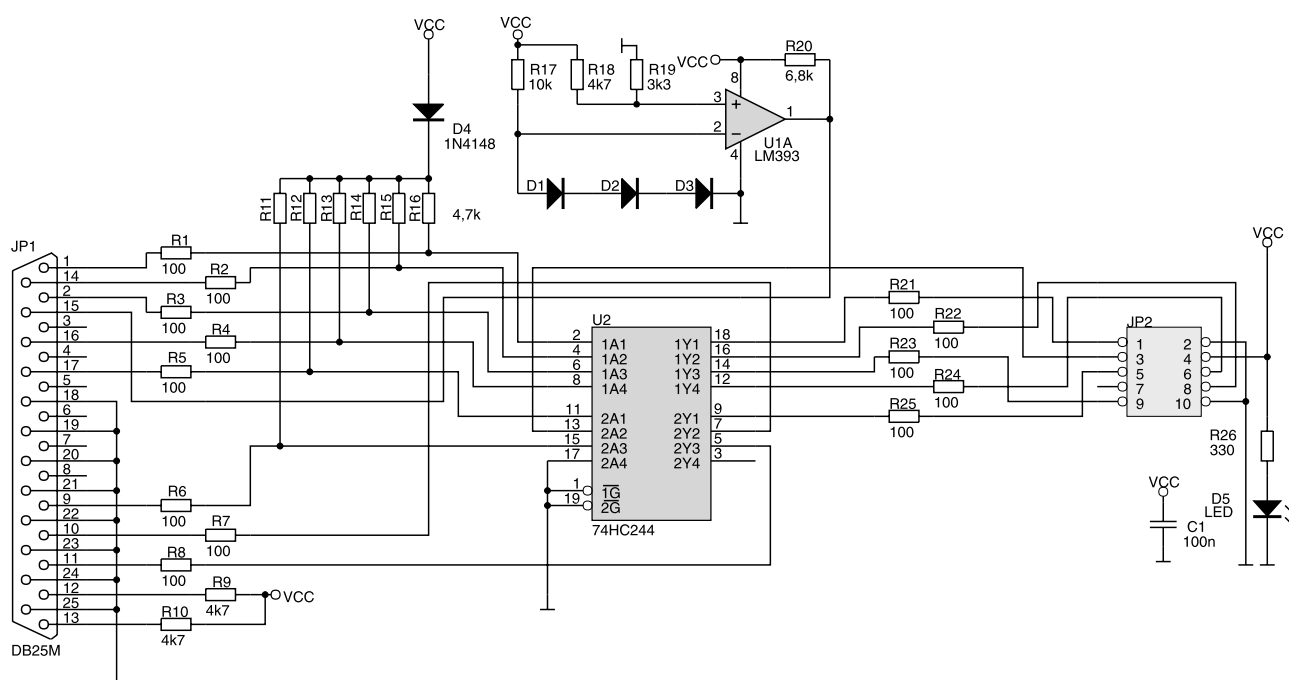 VCC
VCC
R17
10k
R18
4k7
R19
3k3
VCC
8
R20
6,8k
3
+
2
−
1
4
U1A
LM393
D4
1N4148
D1
D2
D3
R11
R12
R13
R14
R15
R16
4,7k
VCC
JP1
1
14
2
15
3
16
4
17
5
18
6
19
7
20
8
21
9
22
10
23
11
24
12
25
13
DB25M
R1
100
R2
100
R3
100
R4
100
R5
100
R6
100
R7
100
R8
100
R9
4k7
R10
4k7
VCC
U2
2 1A1 1Y1 18
4 1A2 1Y2 16
6 1A3 1Y3 14
8 1A4 1Y4 12
11 2A1 2Y1 9
13 2A2 2Y2 7
15 2A3 2Y3 5
17 2A4 2Y4 3
1 1G
19 2G
74HC244
R21
100
R22
100
R23
100
R24
100
R25
100
JP2
1 2
3 4
5 6
7 8
9 10
R26
330
VCC
C1
100n
D5
LED